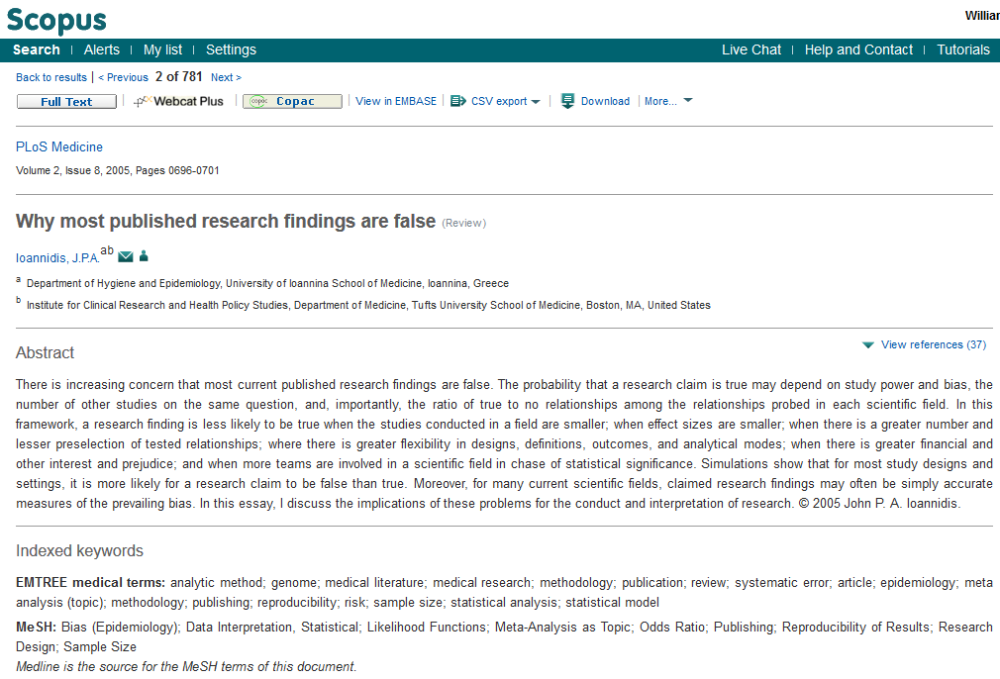 Scopus
Willian
Search | Alerts | My list | Settings
Live Chat | Help and Contact | Tutorials
Back to results | < Previous 2 of 781 Next >
Full Text | Webcat Plus | copac Copac | View in EMBASE | CSV export | Download | More...
PLoS Medicine
Volume 2, Issue 8, 2005, Pages 0696-0701
Why most published research findings are false (Review)
Ioannidis, J.P.A.ab
a Department of Hygiene and Epidemiology, University of Ioannina School of Medicine, Ioannina, Greece
b Institute for Clinical Research and Health Policy Studies, Department of Medicine, Tufts University School of Medicine, Boston, MA, United States
Abstract
View references (37)
There is increasing concern that most current published research findings are false. The probability that a research claim is true may depend on study power and bias, the
number of other studies on the same question, and, importantly, the ratio of true to no relationships among the relationships probed in each scientific field. In this
framework, a research finding is less likely to be true when the studies conducted in a field are smaller; when effect sizes are smaller; when there is a greater number and
lesser preselection of tested relationships; where there is greater flexibility in designs, definitions, outcomes, and analytical modes; when there is greater financial and
other interest and prejudice; and when more teams are involved in a scientific field in chase of statistical significance. Simulations show that for most study designs and
settings, it is more likely for a research claim to be false than true. Moreover, for many current scientific fields, claimed research findings may often be simply accurate
measures of the prevailing bias. In this essay, I discuss the implications of these problems for the conduct and interpretation of research. © 2005 John P. A. Ioannidis.
Indexed keywords
EMTREE medical terms: analytic method; genome; medical literature; medical research; methodology; publication; review; systematic error; article; epidemiology; meta
analysis (topic); methodology; publishing; reproducibility; risk; sample size; statistical analysis; statistical model
MeSH: Bias (Epidemiology); Data Interpretation, Statistical; Likelihood Functions; Meta-Analysis as Topic; Odds Ratio; Publishing; Reproducibility of Results; Research
Design; Sample Size
Medline is the source for the MeSH terms of this document.